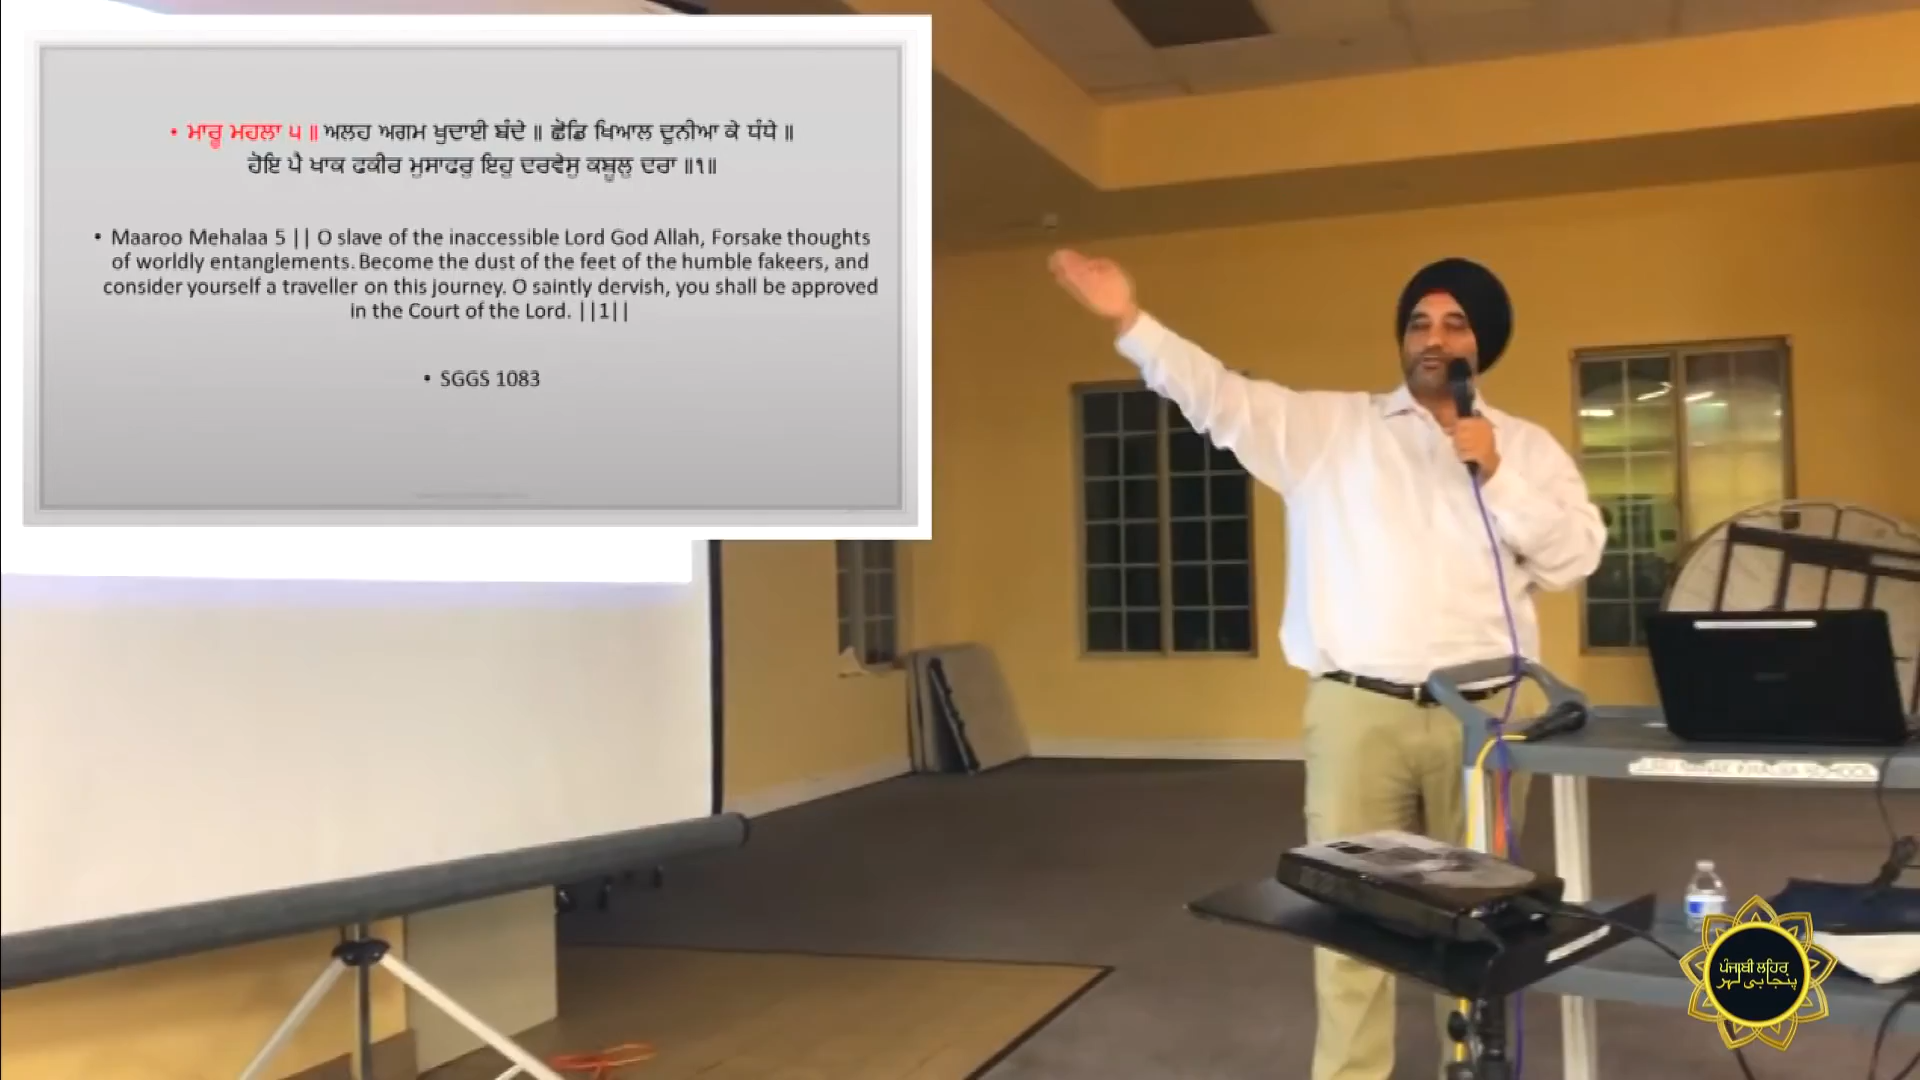 • ਮਾਰੂ ਮਹਲਾ ੫ ॥ ਅਲਹ ਅਗਮ ਖੁਦਾਈ ਬੰਦੇ ॥ ਛੋਡਿ ਖਿਆਲ ਦੁਨੀਆ ਕੇ ਧੰਧੇ ॥
ਹੋਇ ਪੈ ਖਾਕ ਫਕੀਰ ਮੁਸਾਫਰੁ ਇਹੁ ਦਰਵੇਸੁ ਕਬੂਲੁ ਦਰਾ ॥੧॥
• Maaroo Mehalaa 5 || O slave of the inaccessible Lord God Allah, Forsake thoughts
of worldly entanglements. Become the dust of the feet of the humble fakeers, and
consider yourself a traveller on this journey. O saintly dervish, you shall be approved
in the Court of the Lord. ||1||
• SGGS 1083
SCHOOL
ਪੰਜਾਬੀ ਲਹਿਰ
پنجابی لہر